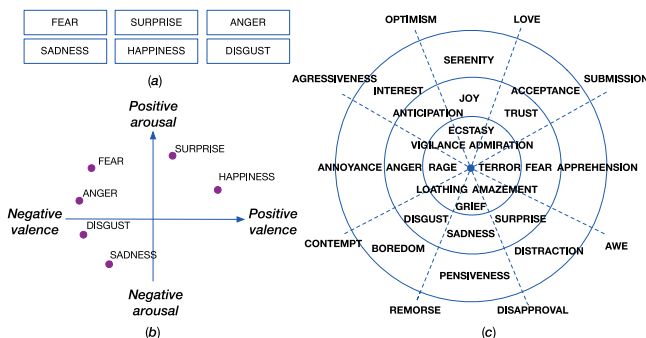 FEAR SURPRISE ANGER
SADNESS HAPPINESS DISGUST
(a)
Positive
arousal
SURPRISE
FEAR
HAPPINESS
ANGER
Negative
valence
Positive
valence
DISGUST
SADNESS
Negative
arousal
(b)
OPTIMISM LOVE
SERENITY
AGRESSIVENESS INTEREST ACCEPTANCE SUBMISSION
JOY
ANTICIPATION TRUST
ECSTASY
VIGILANCE ADMIRATION
ANNOYANCE ANGER RAGE TERROR FEAR APPREHENSION
LOATHING AMAZEMENT
GRIEF
DISGUST SURPRISE
SADNESS
CONTEMPT BOREDOM DISTRACTION AWE
PENSIVENESS
REMORSE DISAPPROVAL
(c)